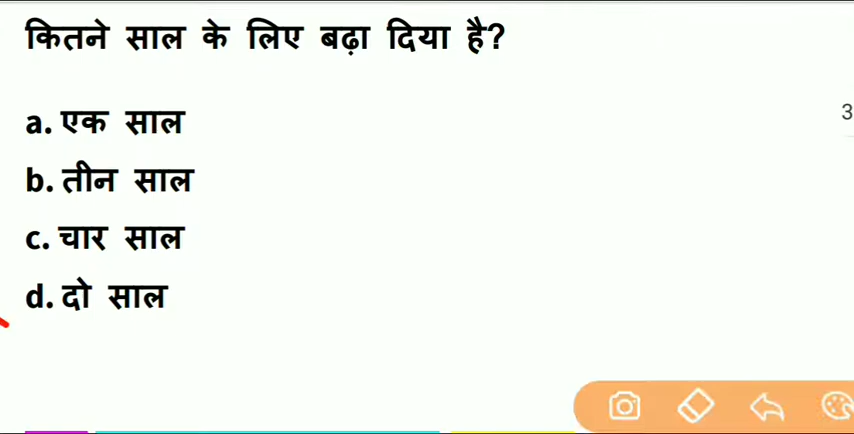 कितने साल के लिए बढ़ा दिया है?
a. एक साल
3
b. तीन साल
c. चार साल
d. दो साल